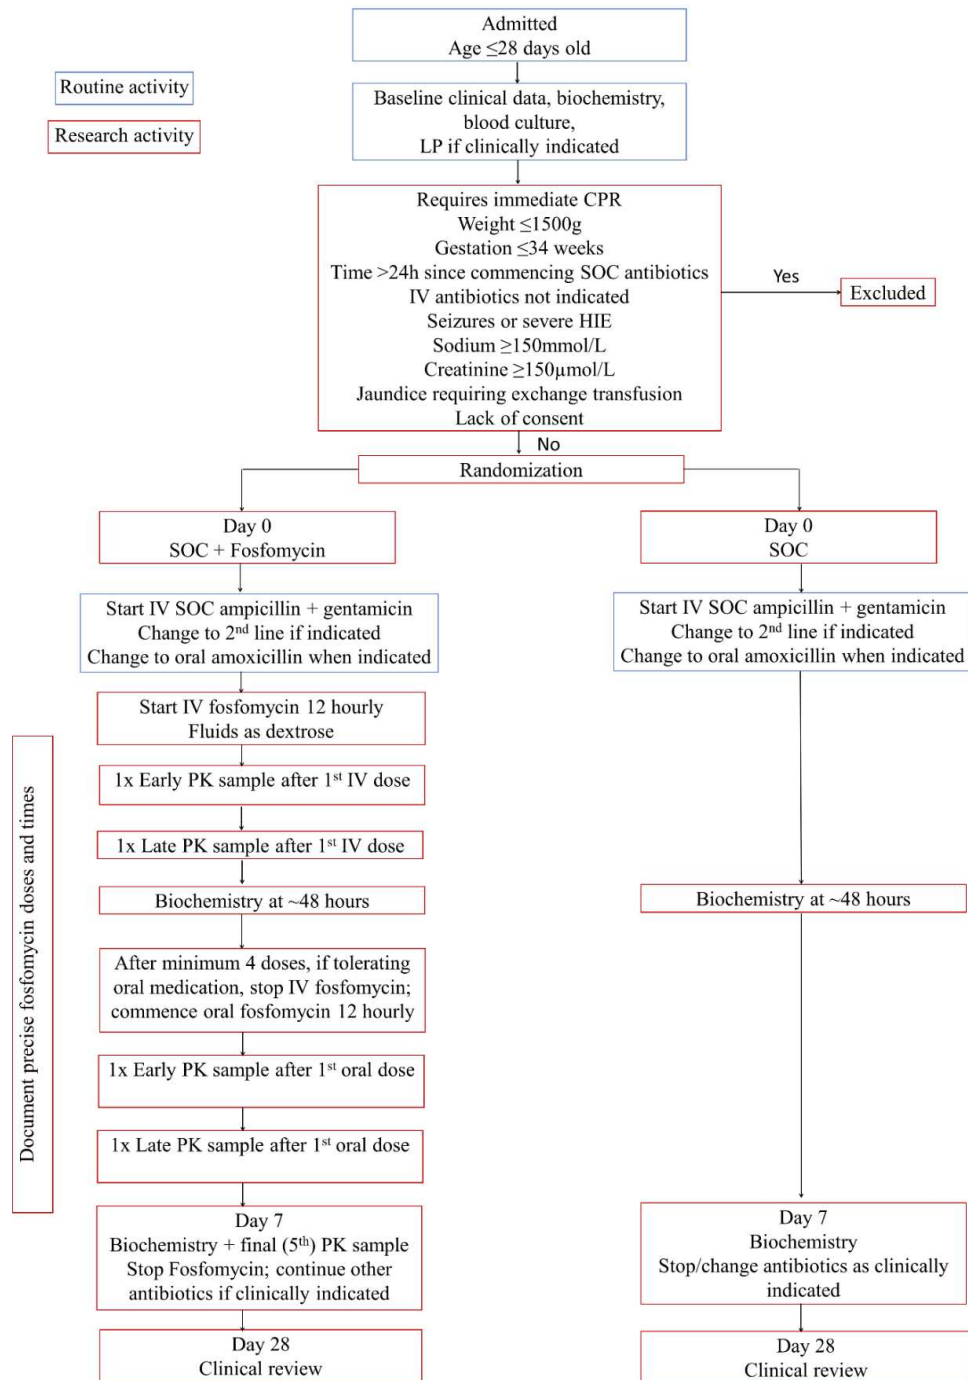 Admitted
Age ≤28 days old
Routine activity
Research activity
Baseline clinical data, biochemistry,
blood culture,
LP if clinically indicated
Requires immediate CPR
Weight ≤1500g
Gestation ≤34 weeks
Time >24h since commencing SOC antibiotics
IV antibiotics not indicated
Seizures or severe HIE
Sodium ≥150mmol/L
Creatinine ≥150µmol/L
Jaundice requiring exchange transfusion
Lack of consent
Yes
Excluded
No
Randomization
Day 0
SOC + Fosfomycin
Start IV SOC ampicillin + gentamicin
Change to 2nd line if indicated
Change to oral amoxicillin when indicated
Start IV fosfomycin 12 hourly
Fluids as dextrose
1x Early PK sample after 1st IV dose
1x Late PK sample after 1st IV dose
Biochemistry at ~48 hours
After minimum 4 doses, if tolerating
oral medication, stop IV fosfomycin;
commence oral fosfomycin 12 hourly
1x Early PK sample after 1st oral dose
1x Late PK sample after 1st oral dose
Day 7
Biochemistry + final (5th) PK sample
Stop Fosfomycin; continue other
antibiotics if clinically indicated
Day 28
Clinical review
Document precise fosfomycin doses and times
Day 0
SOC
Start IV SOC ampicillin + gentamicin
Change to 2nd line if indicated
Change to oral amoxicillin when indicated
Biochemistry at ~48 hours
Day 7
Biochemistry
Stop/change antibiotics as clinically
indicated
Day 28
Clinical review